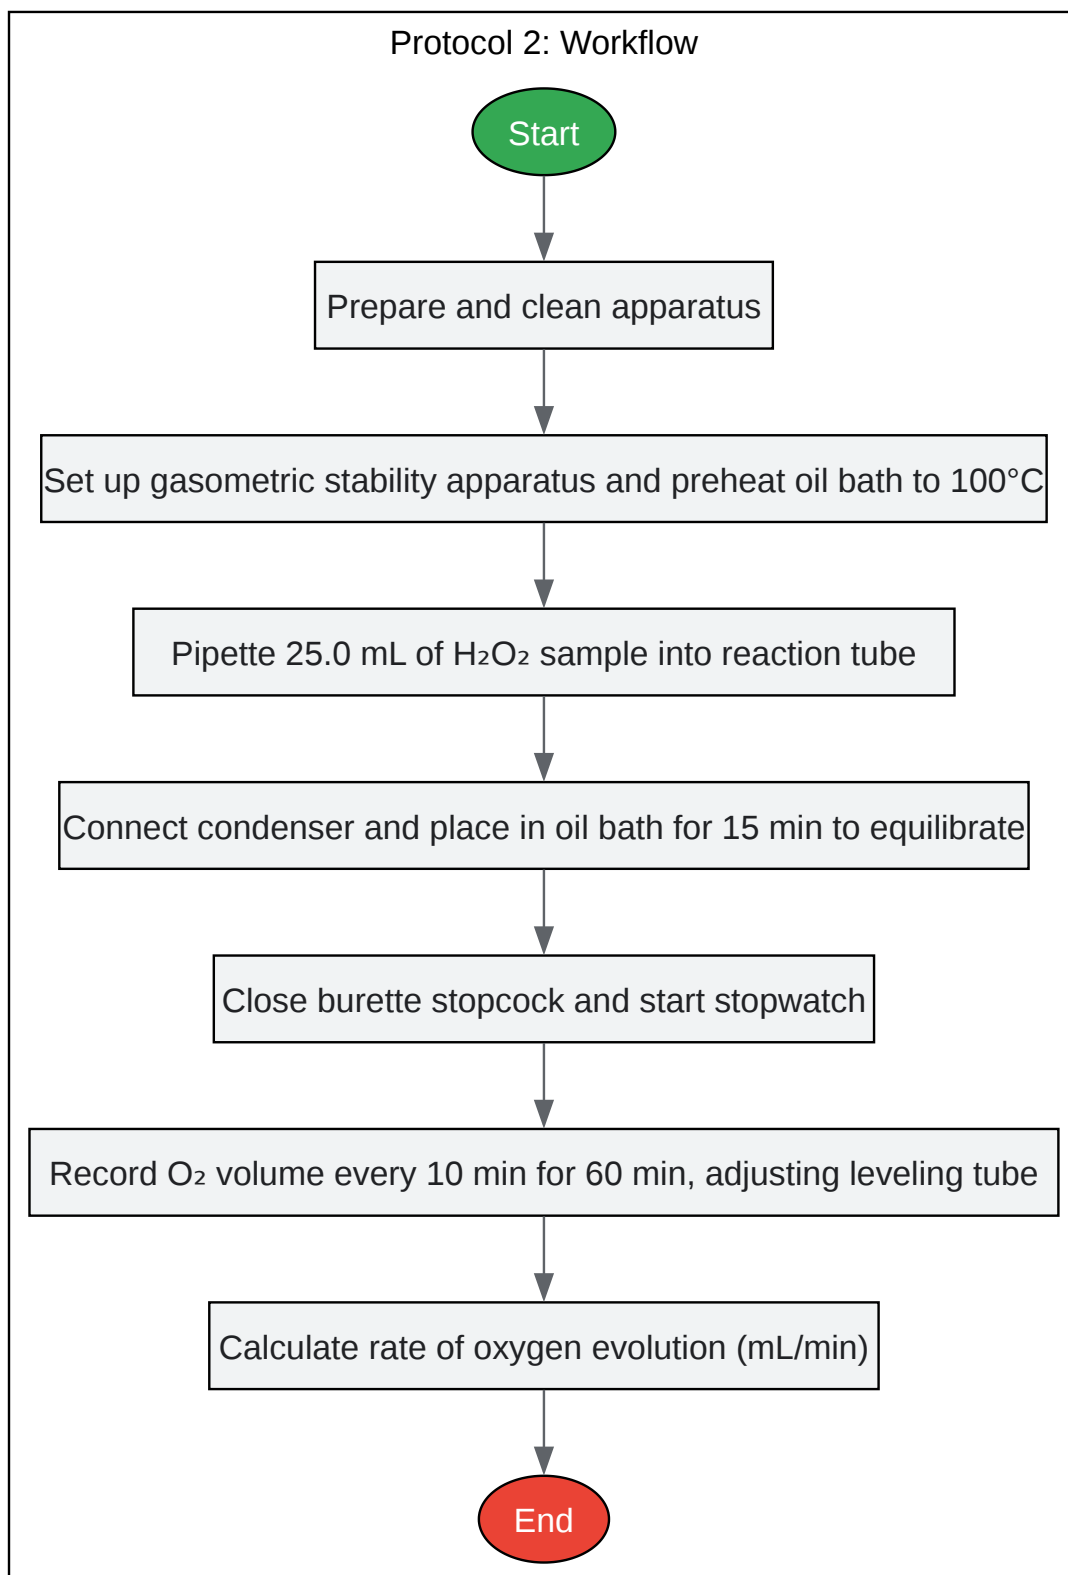 Protocol 2: Workflow
Start
Prepare and clean apparatus
Set up gasometric stability apparatus and preheat oil bath to 100°C
Pipette 25.0 mL of H₂O₂ sample into reaction tube
Connect condenser and place in oil bath for 15 min to equilibrate
Close burette stopcock and start stopwatch
Record O₂ volume every 10 min for 60 min, adjusting leveling tube
Calculate rate of oxygen evolution (mL/min)
End